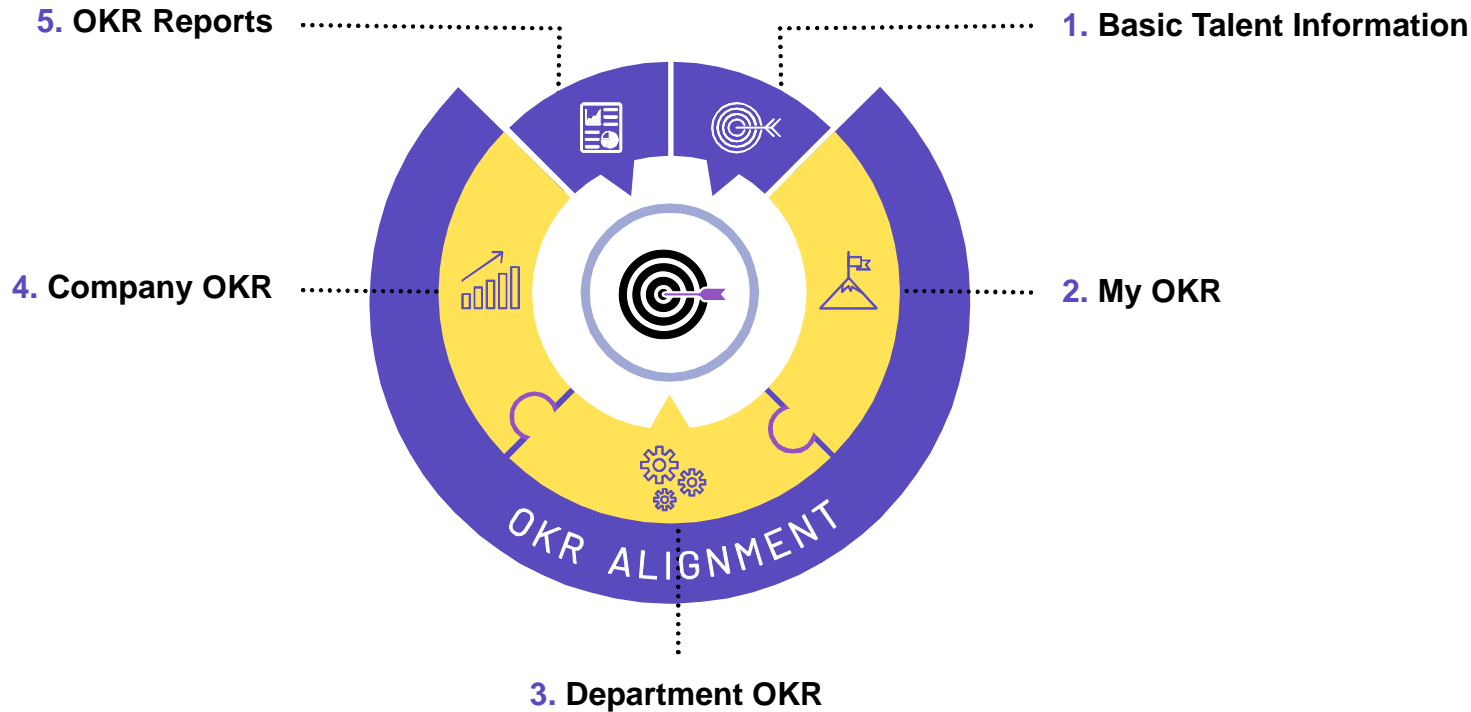 5. OKR Reports
1. Basic Talent Information
4. Company OKR
2. My OKR
OKR ALIGNMENT
3. Department OKR